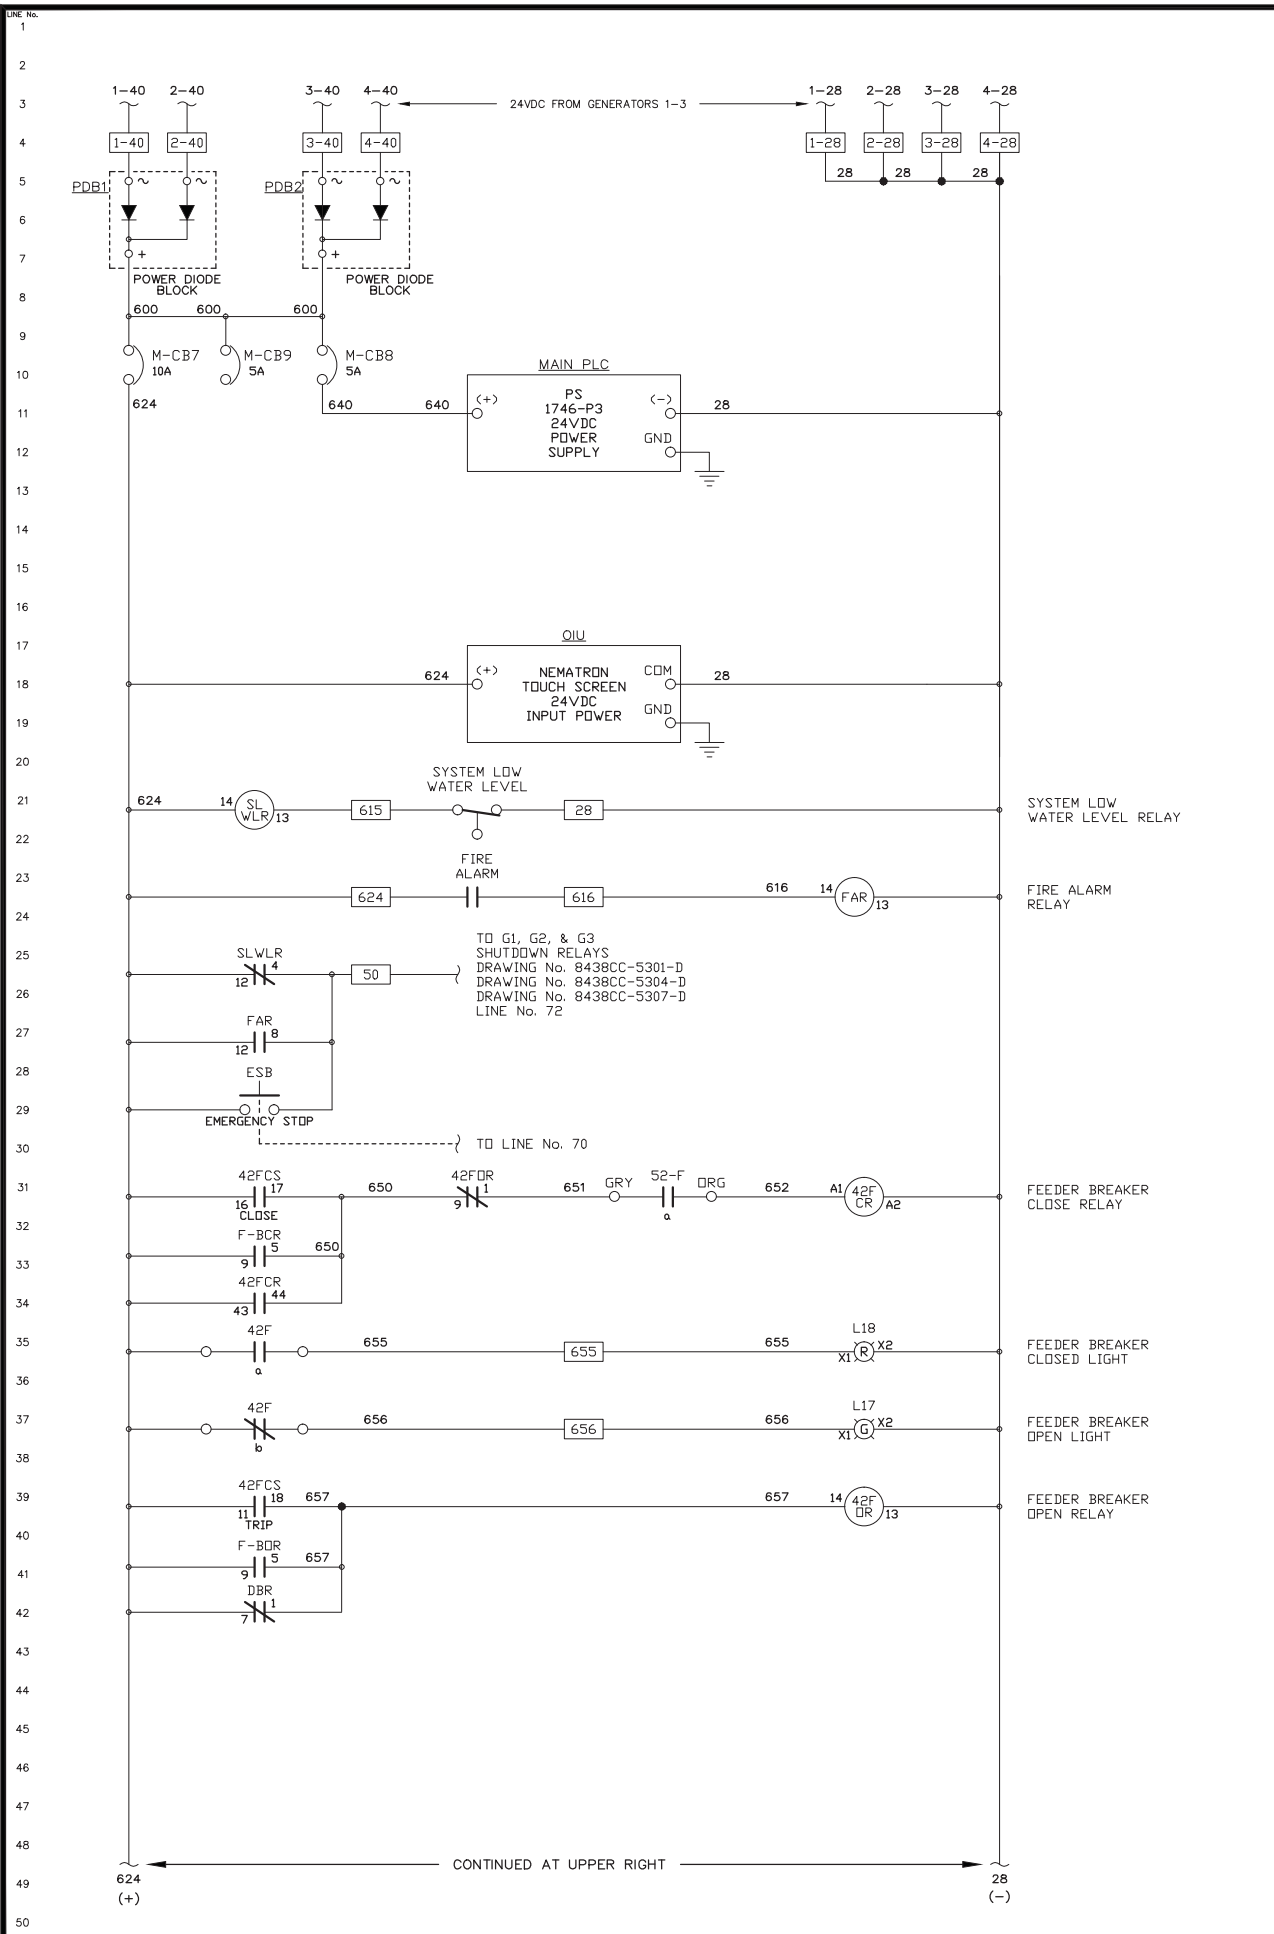 LINE No.
1
2
1-40 2-40 3-40 4-40 1-28 2-28 3-28 4-28
3 24VDC FROM GENERATORS 1-3
4 1-40 2-40 3-40 4-40 1-28 2-28 3-28 4-28
28 28 28
5 ~ ~ ~ ~
PDB1 PDB2
6
7 + +
POWER DIODE POWER DIODE
BLOCK BLOCK
8
600 600 600
9
M-CB7 M-CB9 M-CB8
10A 5A 5A
MAIN PLC
10
PS
(+) (-)
624 640 640 1746-P3 28
11
24VDC
POWER GND
12 SUPPLY
13
14
15
16
OIU
17
624 (+) NEMATRON COM 28
18 TOUCH SCREEN
24VDC
INPUT POWER GND
19
20
SYSTEM LOW
WATER LEVEL
21 624 14 SL WLR 13 615 28 SYSTEM LOW
WATER LEVEL RELAY
22
FIRE
ALARM
23 624 616 616 14 FAR 13 FIRE ALARM
RELAY
24
TO G1, G2, & G3
25 SLWLR SHUTDOWN RELAYS
12 4 50 DRAWING No. 8438CC-5301-D
DRAWING No. 8438CC-5304-D
26 DRAWING No. 8438CC-5307-D
LINE No. 72
FAR
27 12 8
28 ESB
29
EMERGENCY STOP
30 TO LINE No. 70
42FCS 42FOR 52-F
31 16 17 650 9 1 651 GRY a ORG 652 A1 42F CR A2 FEEDER BREAKER
CLOSE RELAY
CLOSE
32
F-BCR
33 9 5 650
42FCR
34 43 44
42F L18
35 655 655 655 X1 R X2 FEEDER BREAKER
CLOSED LIGHT
a
36
42F L17
37 656 656 656 X1 G X2 FEEDER BREAKER
OPEN LIGHT
b
38
42FCS
39 11 18 657 657 14 42F OR 13 FEEDER BREAKER
OPEN RELAY
TRIP
40
F-BOR
41 9 5 657
DBR
42 7 1
43
44
45
46
47
48
CONTINUED AT UPPER RIGHT
49 624 28
(+) (-)
50